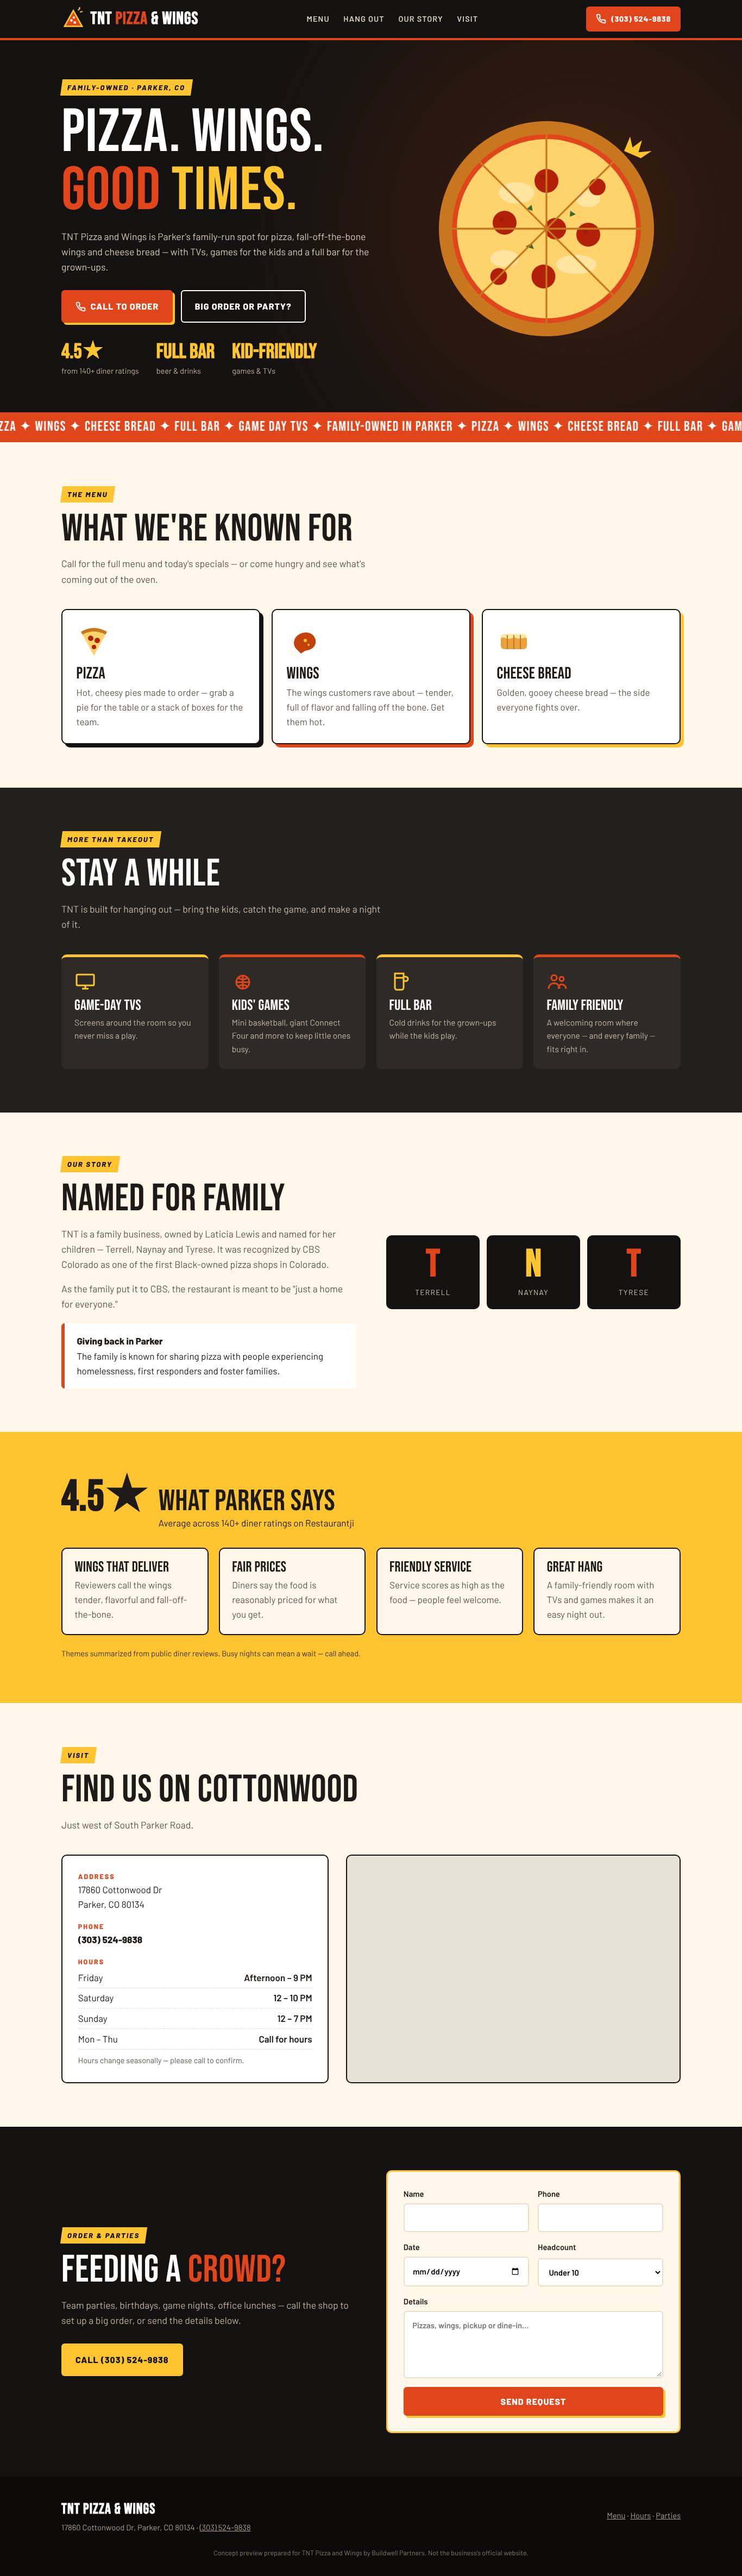 TNT PIZZA & WINGS
MENU HANG OUT OUR STORY VISIT
(303) 524-9838
FAMILY-OWNED · PARKER, CO
PIZZA. WINGS.
GOOD TIMES.
TNT Pizza and Wings is Parker's family-run spot for pizza, fall-off-the-bone
wings and cheese bread — with TVs, games for the kids and a full bar for the
grown-ups.
CALL TO ORDER
BIG ORDER OR PARTY?
4.5★ FULL BAR KID-FRIENDLY
from 140+ diner ratings beer & drinks games & TVs
ZZA ✦ WINGS ✦ CHEESE BREAD ✦ FULL BAR ✦ GAME DAY TVS ✦ FAMILY-OWNED IN PARKER ✦ PIZZA ✦ WINGS ✦ CHEESE BREAD ✦ FULL BAR ✦ GAM
THE MENU
WHAT WE'RE KNOWN FOR
Call for the full menu and today's specials — or come hungry and see what's
coming out of the oven.
PIZZA
Hot, cheesy pies made to order — grab a
pie for the table or a stack of boxes for the
team.
WINGS
The wings customers rave about — tender,
full of flavor and falling off the bone. Get
them hot.
CHEESE BREAD
Golden, gooey cheese bread — the side
everyone fights over.
MORE THAN TAKEOUT
STAY A WHILE
TNT is built for hanging out — bring the kids, catch the game, and make a night
of it.
GAME-DAY TVS
Screens around the room so you
never miss a play.
KIDS' GAMES
Mini basketball, giant Connect
Four and more to keep little ones
busy.
FULL BAR
Cold drinks for the grown-ups
while the kids play.
FAMILY FRIENDLY
A welcoming room where
everyone — and every family —
fits right in.
OUR STORY
NAMED FOR FAMILY
TNT is a family business, owned by Laticia Lewis and named for her
children — Terrell, Naynay and Tyrese. It was recognized by CBS
Colorado as one of the first Black-owned pizza shops in Colorado.
As the family put it to CBS, the restaurant is meant to be "just a home
for everyone."
Giving back in Parker
The family is known for sharing pizza with people experiencing
homelessness, first responders and foster families.
T
TERRELL
N
NAYNAY
T
TYRESE
4.5★
WHAT PARKER SAYS
Average across 140+ diner ratings on Restaurantji
WINGS THAT DELIVER
Reviewers call the wings
tender, flavorful and fall-off-
the-bone.
FAIR PRICES
Diners say the food is
reasonably priced for what
you get.
FRIENDLY SERVICE
Service scores as high as the
food — people feel welcome.
GREAT HANG
A family-friendly room with
TVs and games makes it an
easy night out.
Themes summarized from public diner reviews. Busy nights can mean a wait — call ahead.
VISIT
FIND US ON COTTONWOOD
Just west of South Parker Road.
ADDRESS
17860 Cottonwood Dr
Parker, CO 80134
PHONE
(303) 524-9838
HOURS
Friday Afternoon – 9 PM
Saturday 12 – 10 PM
Sunday 12 – 7 PM
Mon – Thu Call for hours
Hours change seasonally — please call to confirm.
ORDER & PARTIES
FEEDING A CROWD?
Team parties, birthdays, game nights, office lunches — call the shop to
set up a big order, or send the details below.
CALL (303) 524-9838
Name Phone
Date Headcount
mm/dd/yyyy Under 10
Details
Pizzas, wings, pickup or dine-in...
SEND REQUEST
TNT PIZZA & WINGS
17860 Cottonwood Dr, Parker, CO 80134 · (303) 524-9838
Menu · Hours · Parties
Concept preview prepared for TNT Pizza and Wings by Buildwell Partners. Not the business's official website.